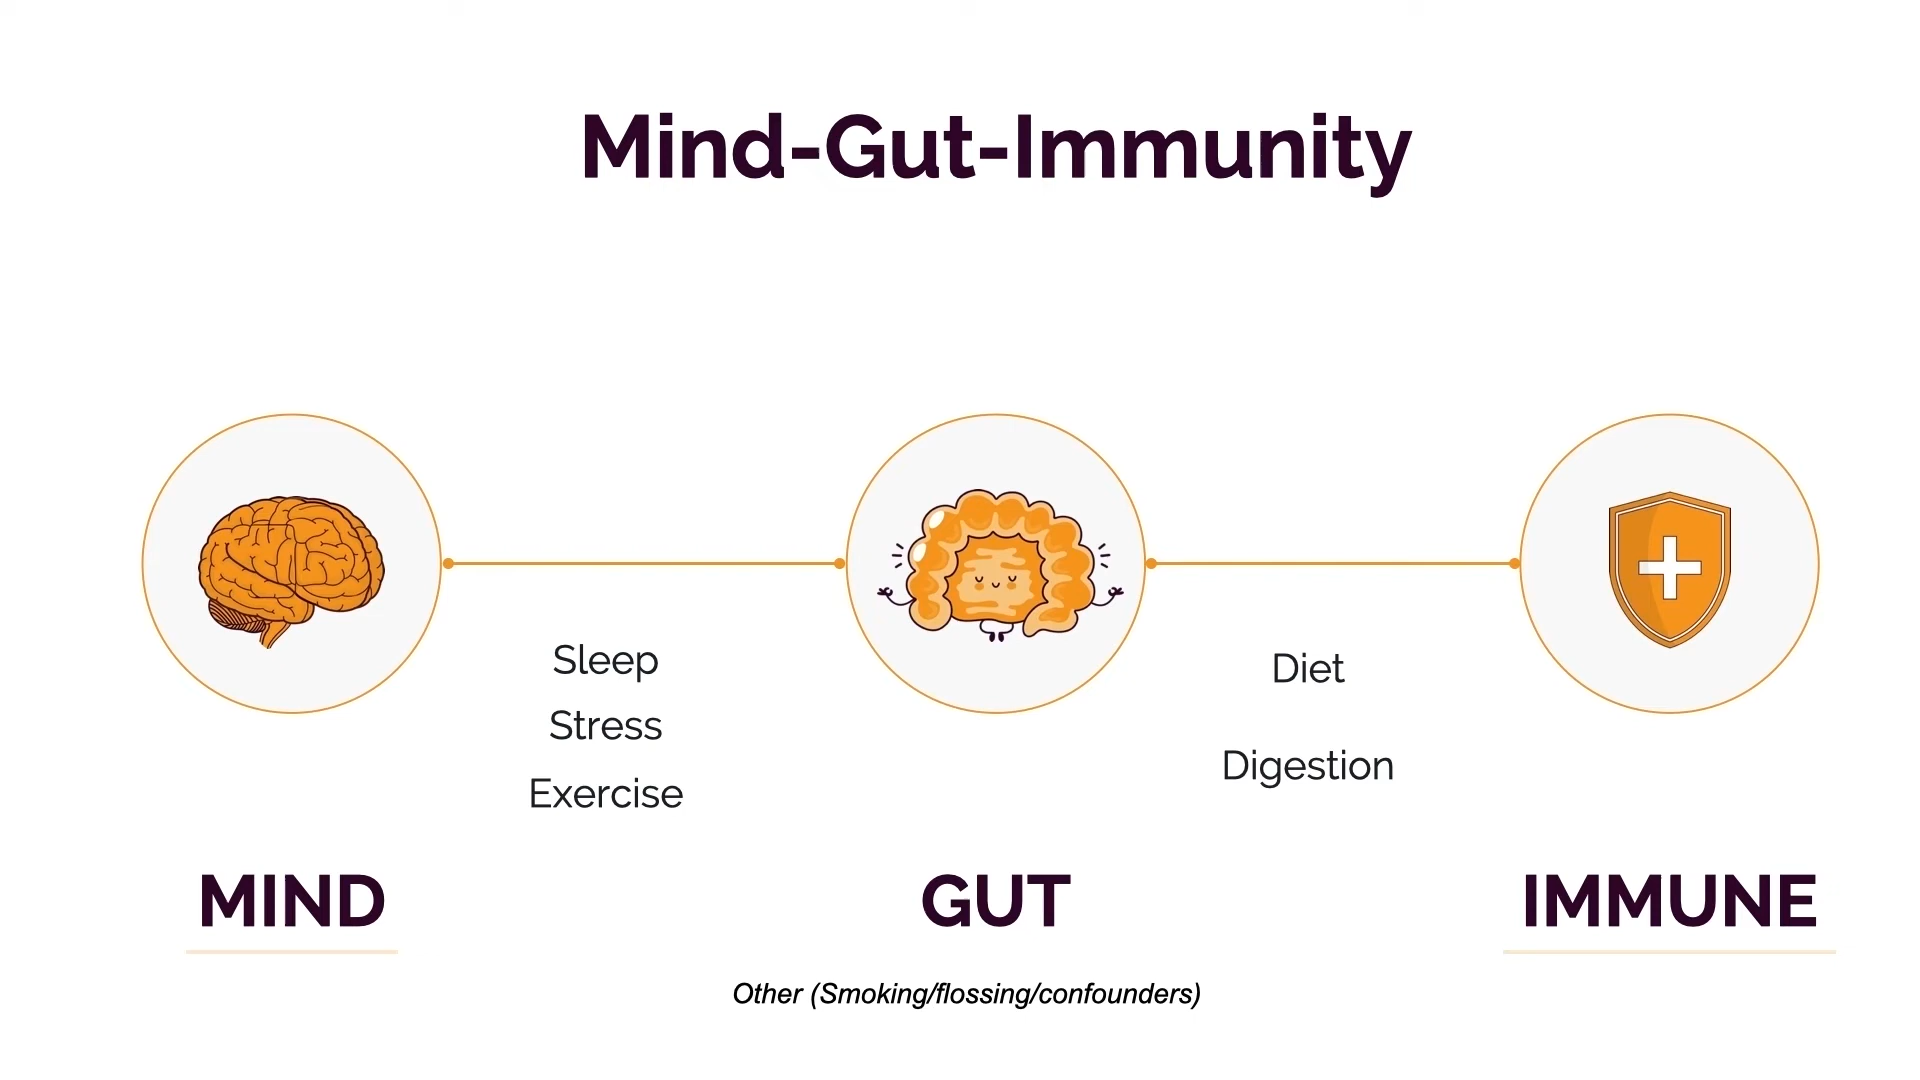 Mind-Gut-Immunity
Sleep
Stress
Exercise
Diet
Digestion
MIND
GUT
IMMUNE
Other (Smoking/flossing/confounders)